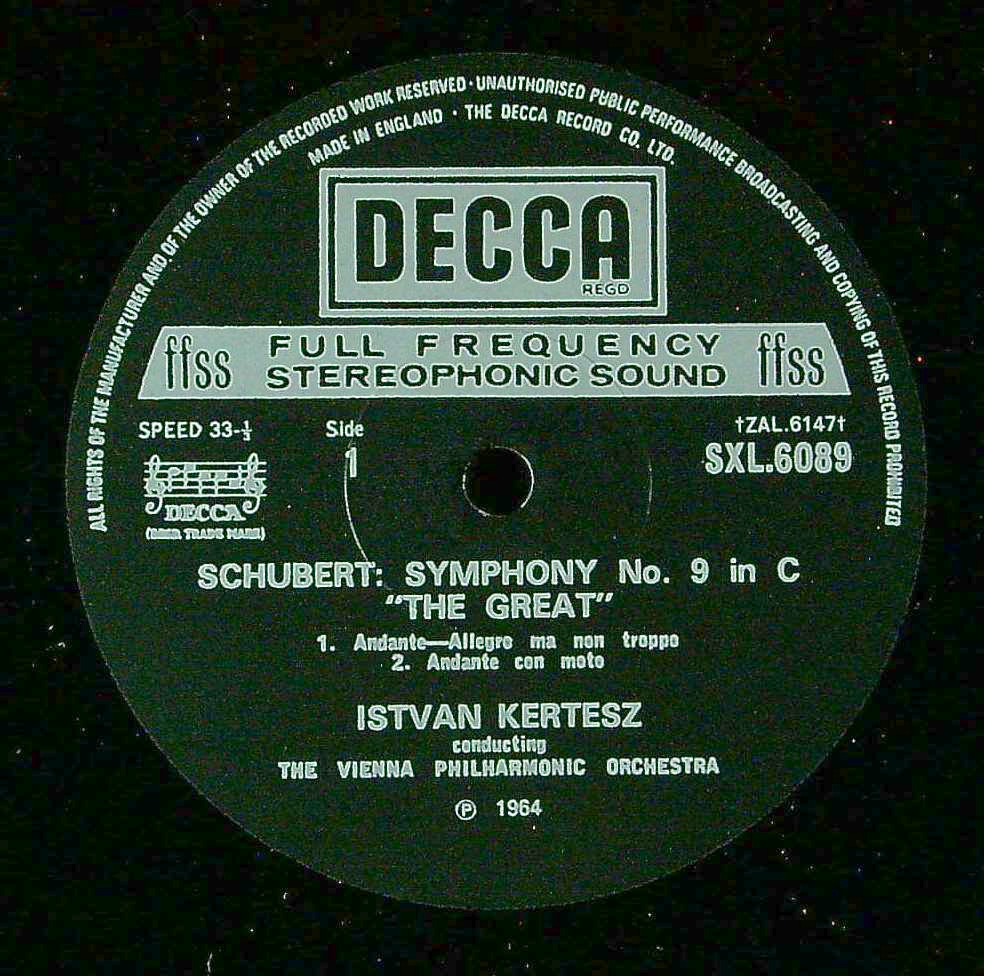 ALL RIGHTS OF THE MANUFACTURER AND OF THE OWNER OF THE RECORDED WORK RESERVED · UNAUTHORISED PUBLIC PERFORMANCE BROADCASTING AND COPYING OF THIS RECORD PROHIBITED
MADE IN ENGLAND · THE DECCA RECORD CO. LTD.
DECCA
REGD
ffss FULL FREQUENCY STEREOPHONIC SOUND ffss
SPEED 33-⅓ Side †ZAL.6147†
1 SXL.6089
DECCA
(REGD. TRADE MARK)
SCHUBERT: SYMPHONY No. 9 in C
"THE GREAT"
1. Andante—Allegro ma non troppo
2. Andante con moto
ISTVAN KERTESZ
conducting
THE VIENNA PHILHARMONIC ORCHESTRA
℗ 1964